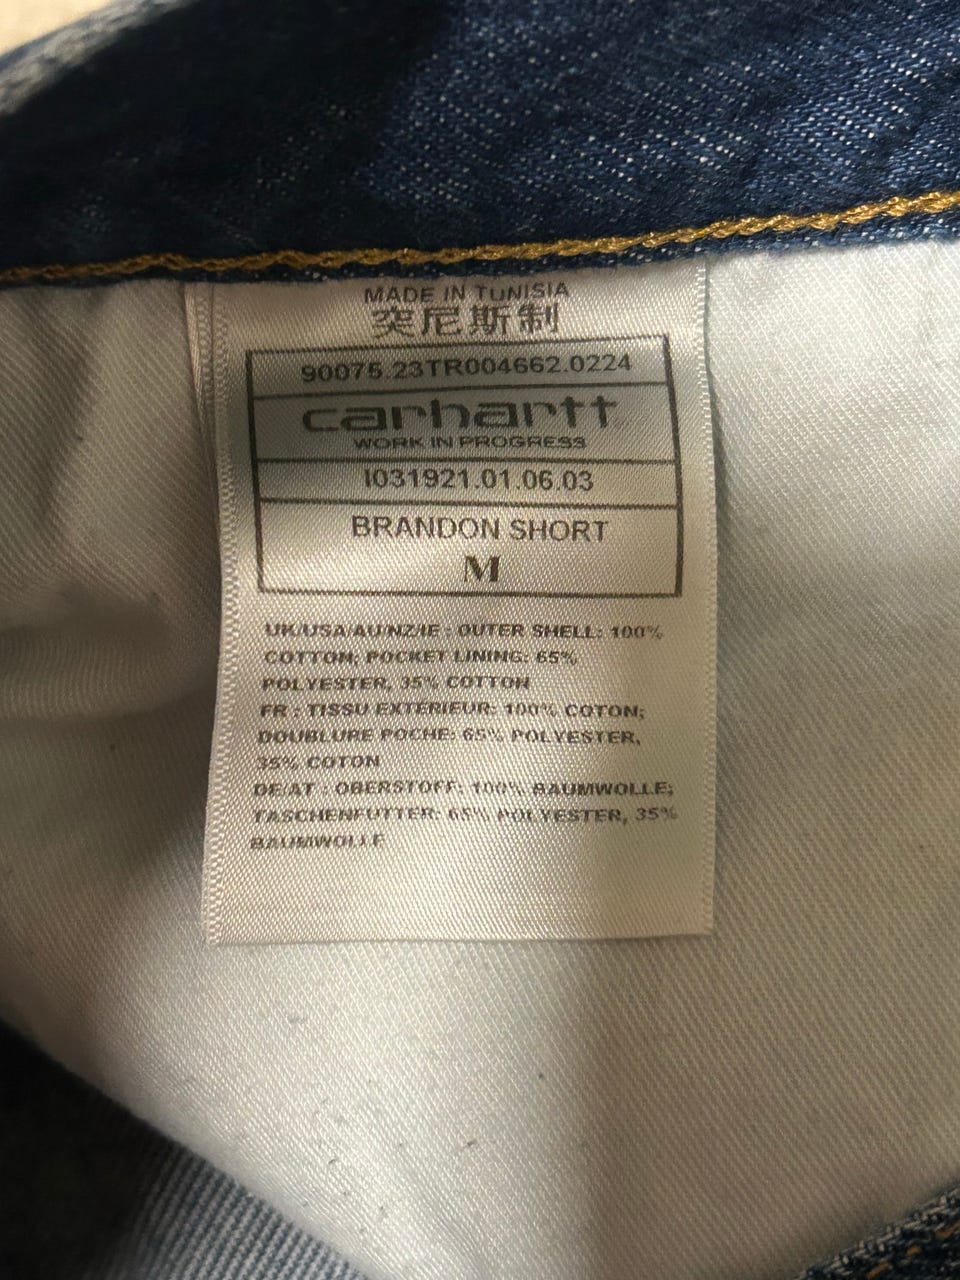 MADE IN TUNISIA
突尼斯制
90075.23TR004662.0224
carhartt
WORK IN PROGRESS
I031921.01.06.03
BRANDON SHORT
M
UK/USA/AU/NZ/IE : OUTER SHELL: 100%
COTTON; POCKET LINING: 65%
POLYESTER, 35% COTTON
FR : TISSU EXTERIEUR: 100% COTON;
DOUBLURE POCHE: 65% POLYESTER,
35% COTON
DE/AT : OBERSTOFF: 100% BAUMWOLLE;
TASCHENFUTTER: 65% POLYESTER, 35%
BAUMWOLLE